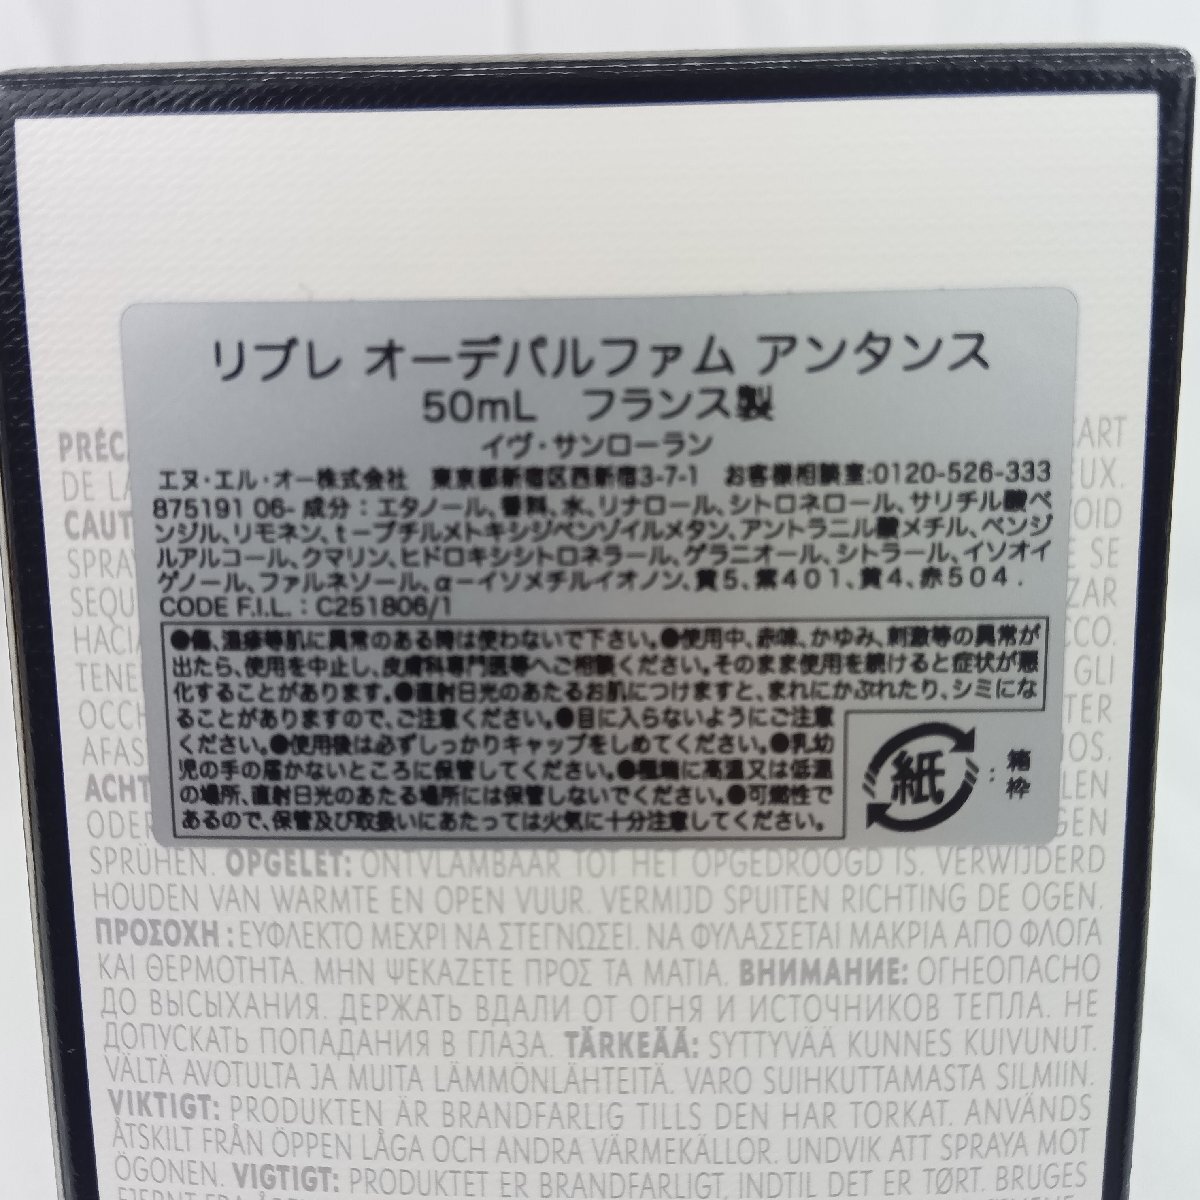 リブレ オーデパルファム アンタンス
50mL フランス製
イヴ・サンローラン
エヌ・エル・オー株式会社 東京都新宿区西新宿3-7-1 お客様相談室:0120-526-333
875191 06- 成分：エタノール、香料、水、リナロール、シトロネロール、サリチル酸ベ
ンジル、リモネン、t－ブチルメトキシジベンゾイルメタン、アントラニル酸メチル、ベンジ
ルアルコール、クマリン、ヒドロキシシトロネラール、ゲラニオール、シトラール、イソオイ
ゲノール、ファルネソール、α－イソメチルイオノン、黄5、紫401、黄4、赤504．
CODE F.I.L. : C251806/1
●傷、湿疹等肌に異常のある時は使わないで下さい。●使用中、赤味、かゆみ、刺激等の異常が
出たら、使用を中止し、皮膚科専門医等へご相談ください。そのまま使用を続けると症状が悪
化することがあります。●直射日光のあたるお肌につけますと、まれにかぶれたり、シミにな
ることがありますので、ご注意ください。●目に入らないようにご注意
ください。●使用後は必ずしっかりキャップをしめてください。●乳幼
児の手の届かないところに保管してください。●極端に高温又は低温
の場所、直射日光のあたる場所には保管しないでください。●可燃性で
あるので、保管及び取扱いにあたっては火気に十分注意してください。
紙 : 箱
枠
PRÉC ART
DE LA EUX.
CAUT OID
SPRA E SE
SEQU ZAR
HACIA CCO.
TENE GLI
OCCH TER
AFAS OS.
ACHT LEN
ODER GEN
SPRÜHEN. OPGELET: ONTVLAMBAAR TOT HET OPGEDROOGD IS. VERWIJDERD
HOUDEN VAN WARMTE EN OPEN VUUR. VERMIJD SPUITEN RICHTING DE OGEN.
ΠΡΟΣΟΧΗ : ΕΥΦΛΕΚΤΟ ΜΕΧΡΙ ΝΑ ΣΤΕΓΝΩΣΕΙ. ΝΑ ΦΥΛΑΣΣΕΤΑΙ ΜΑΚΡΙΑ ΑΠΟ ΦΛΟΓΑ
ΚΑΙ ΘΕΡΜΟΤΗΤΑ. ΜΗΝ ΨΕΚΑΖΕΤΕ ΠΡΟΣ ΤΑ ΜΑΤΙΑ. ВНИМАНИЕ: ОГНЕОПАСНО
ДО ВЫСЫХАНИЯ. ДЕРЖАТЬ ВДАЛИ ОТ ОГНЯ И ИСТОЧНИКОВ ТЕПЛА. НЕ
ДОПУСКАТЬ ПОПАДАНИЯ В ГЛАЗА. TÄRKEÄÄ: SYTTYVÄÄ KUNNES KUIVUNUT.
VÄLTÄ AVOTULTA JA MUITA LÄMMÖNLÄHTEITÄ. VARO SUIHKUTTAMASTA SILMIIN.
VIKTIGT: PRODUKTEN ÄR BRANDFARLIG TILLS DEN HAR TORKAT. ANVÄNDS
ÅTSKILT FRÅN ÖPPEN LÅGA OCH ANDRA VÄRMEKÄLLOR. UNDVIK ATT SPRAYA MOT
ÖGONEN. VIGTIGT: PRODUKTET ER BRANDFARLIGT, INDTIL DET ER TØRT. BRUGES